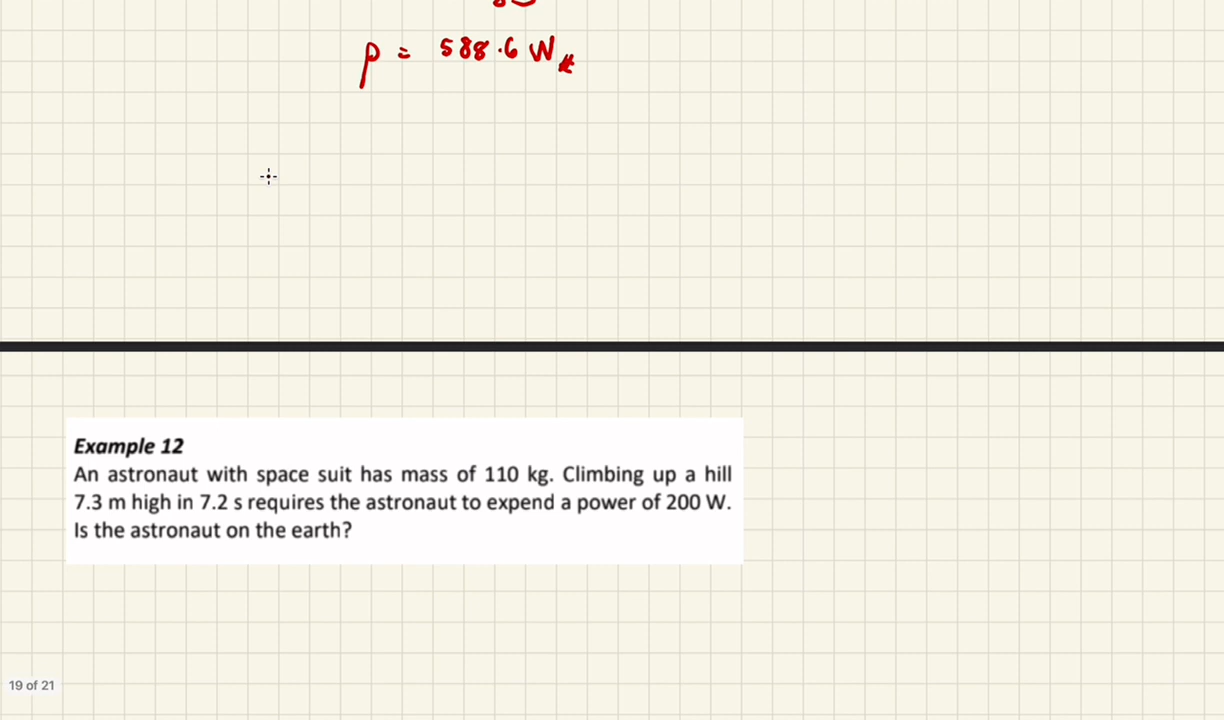 P = 588.6 W
Example 12
An astronaut with space suit has mass of 110 kg. Climbing up a hill
7.3 m high in 7.2 s requires the astronaut to expend a power of 200 W.
Is the astronaut on the earth?
19 of 21